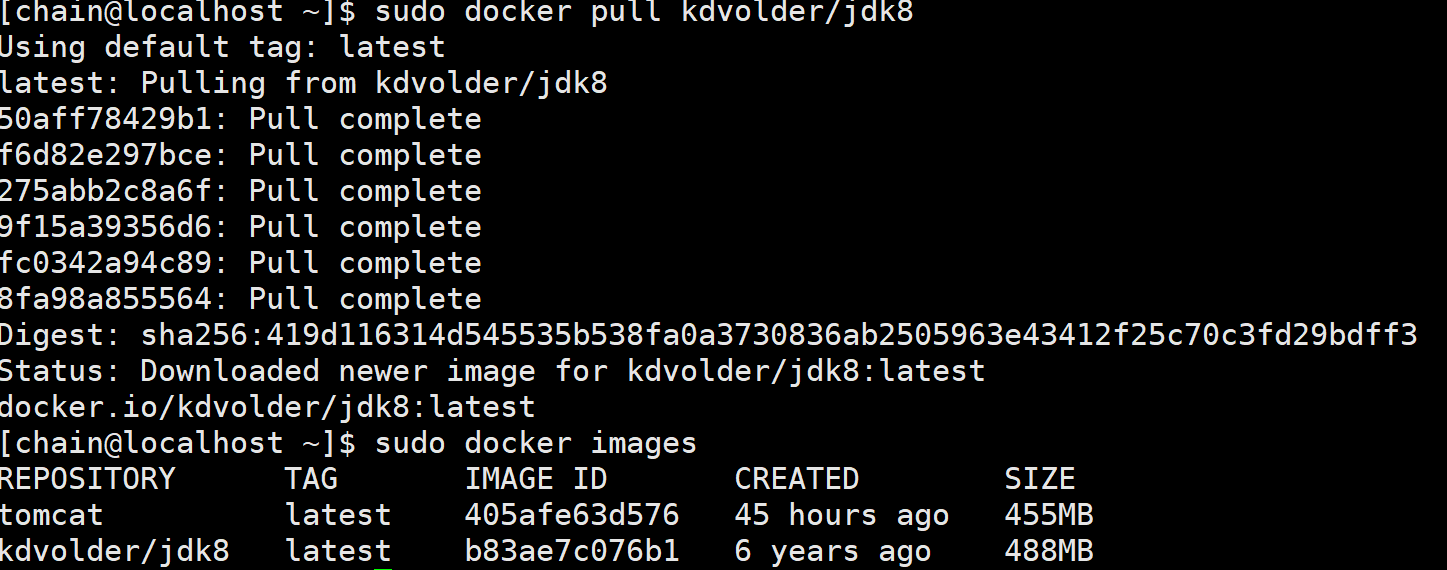 [chain@localhost ~]$ sudo docker pull kdvolder/jdk8
Using default tag: latest
latest: Pulling from kdvolder/jdk8
50aff78429b1: Pull complete
f6d82e297bce: Pull complete
275abb2c8a6f: Pull complete
9f15a39356d6: Pull complete
fc0342a94c89: Pull complete
8fa98a855564: Pull complete
Digest: sha256:419d116314d545535b538fa0a3730836ab2505963e43412f25c70c3fd29bdff3
Status: Downloaded newer image for kdvolder/jdk8:latest
docker.io/kdvolder/jdk8:latest
[chain@localhost ~]$ sudo docker images
REPOSITORY      TAG       IMAGE ID       CREATED        SIZE
tomcat          latest    405afe63d576   45 hours ago   455MB
kdvolder/jdk8   latest    b83ae7c076b1   6 years ago    488MB